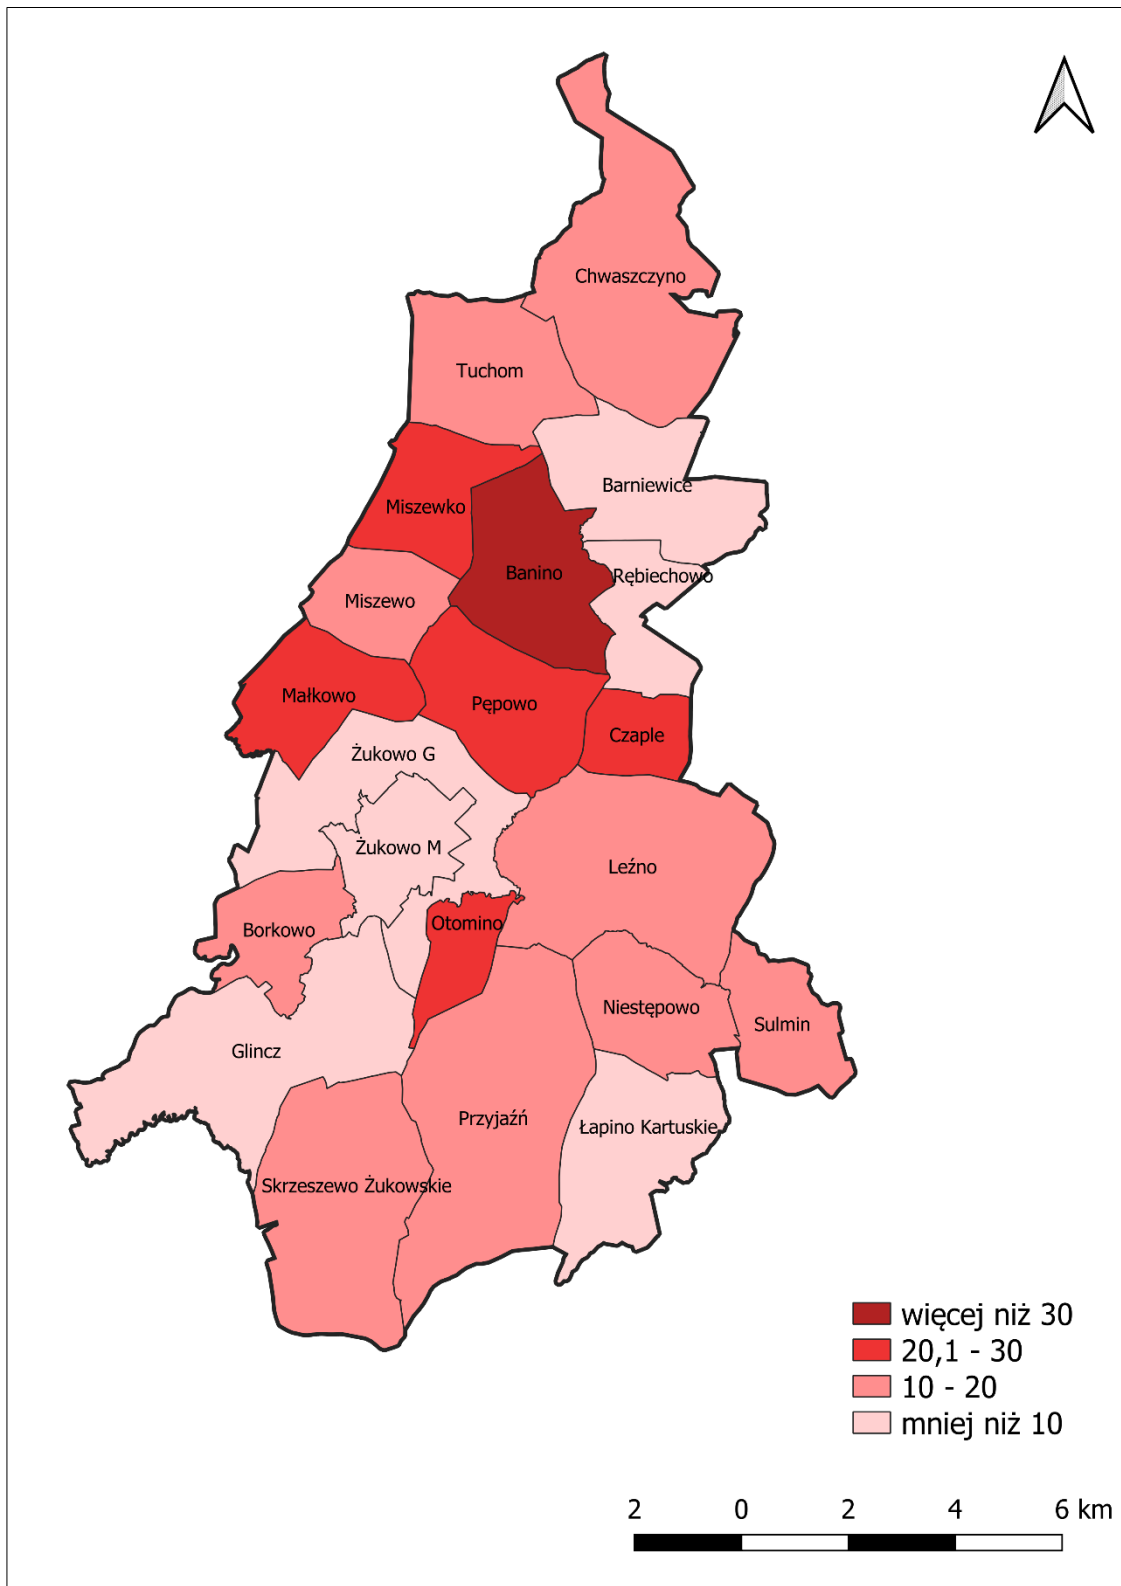 Chwaszczyno
Tuchom
Barniewice
Miszewko
Banino
Rębiechowo
Miszewo
Małkowo
Pępowo
Czaple
Żukowo G
Żukowo M
Leźno
Otomino
Borkowo
Niestępowo
Sulmin
Glincz
Przyjaźń
Łapino Kartuskie
Skrzeszewo Żukowskie
więcej niż 30
20,1 - 30
10 - 20
mniej niż 10
2 0 2 4 6 km